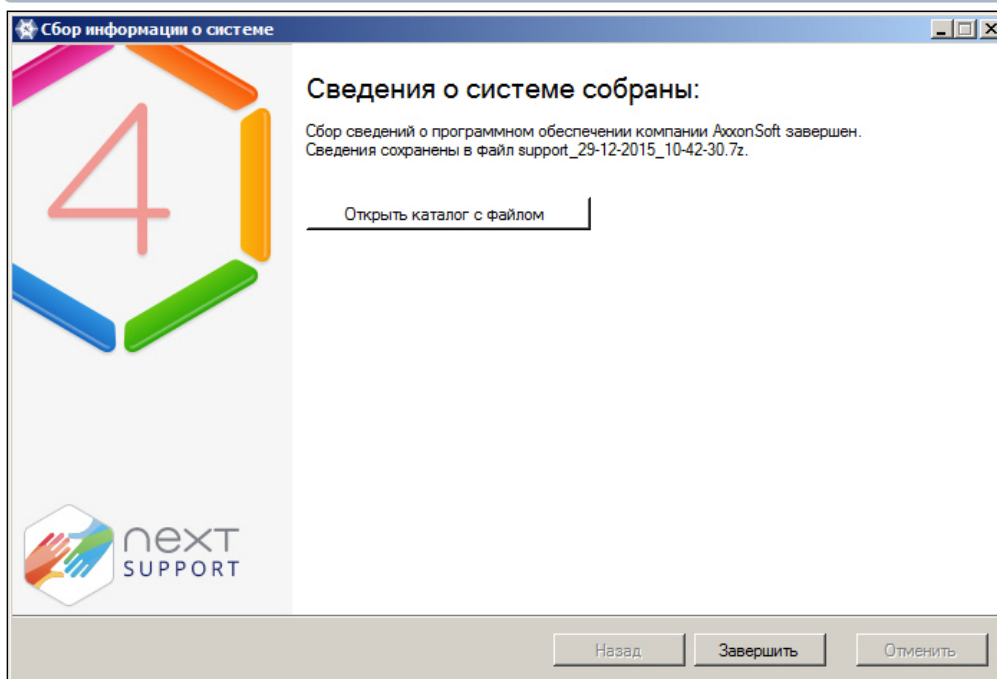 Сбор информации о системе
4
Сведения о системе собраны:
Сбор сведений о программном обеспечении компании AxxonSoft завершен.
Сведения сохранены в файл support_29-12-2015_10-42-30.7z.
Открыть каталог с файлом
next
SUPPORT
Назад
Завершить
Отменить